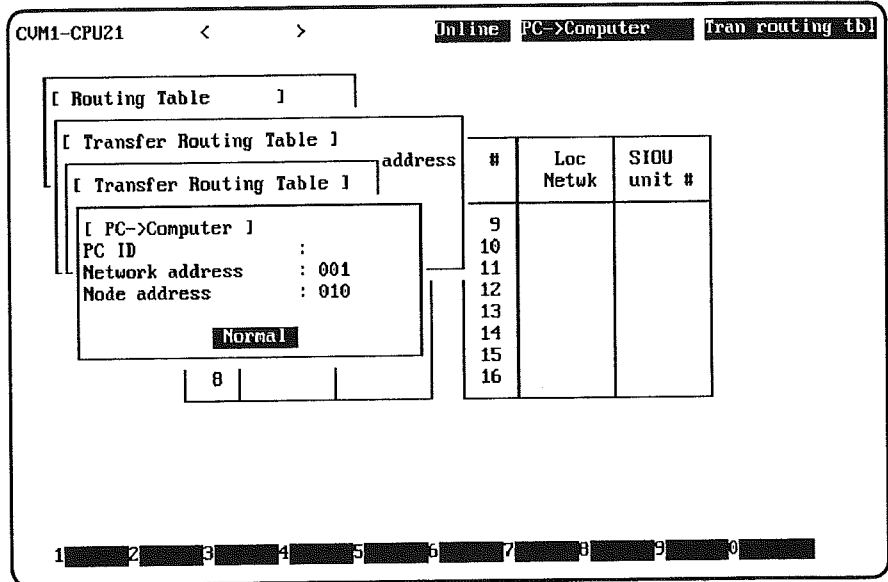 CVM1-CPU21 < > Online PC->Computer Tran routing tbl
[ Routing Table ]
[ Transfer Routing Table ]
address
[ Transfer Routing Table ]
[ PC->Computer ]
PC ID :
Network address : 001
Node address : 010
Normal
8
# Loc Netwk SIOU unit #
9
10
11
12
13
14
15
16
1 2 3 4 5 6 7 8 9 0